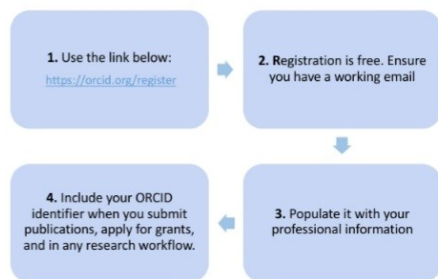 1. Use the link below:
https://orcid.org/register
2. Registration is free. Ensure
you have a working email
3. Populate it with your
professional information
4. Include your ORCID
identifier when you submit
publications, apply for grants,
and in any research workflow.